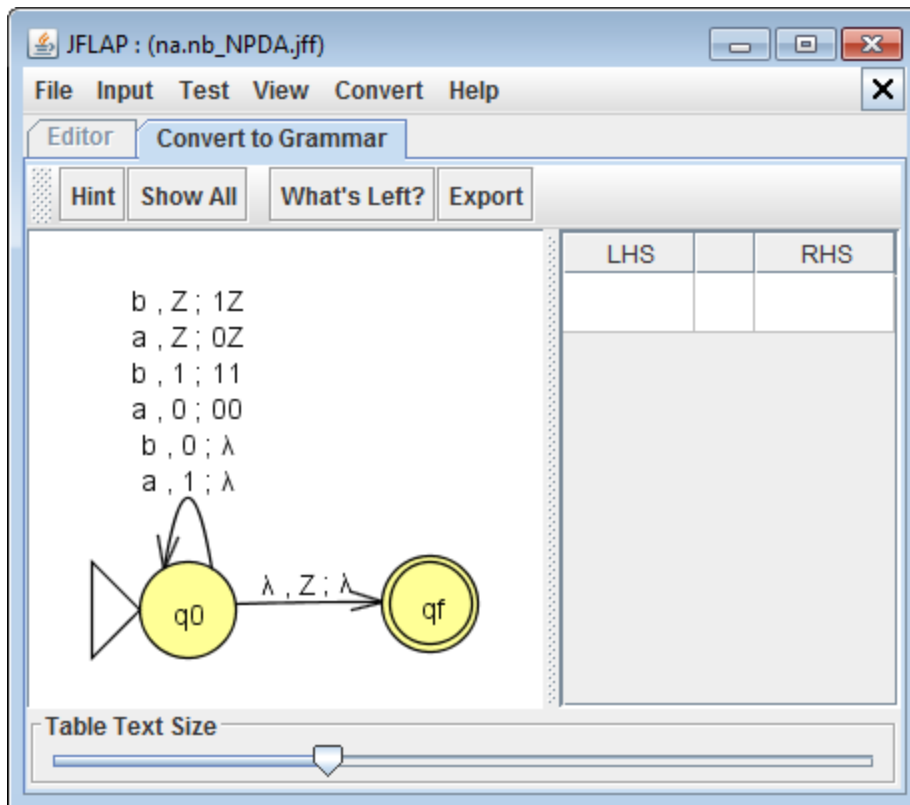 JFLAP : (na.nb_NPDA.jff)
File Input Test View Convert Help
Editor Convert to Grammar
Hint Show All What's Left? Export
LHS RHS
b , Z ; 1Z
a , Z ; 0Z
b , 1 ; 11
a , 0 ; 00
b , 0 ; λ
a , 1 ; λ
λ , Z ; λ
q0 qf
Table Text Size